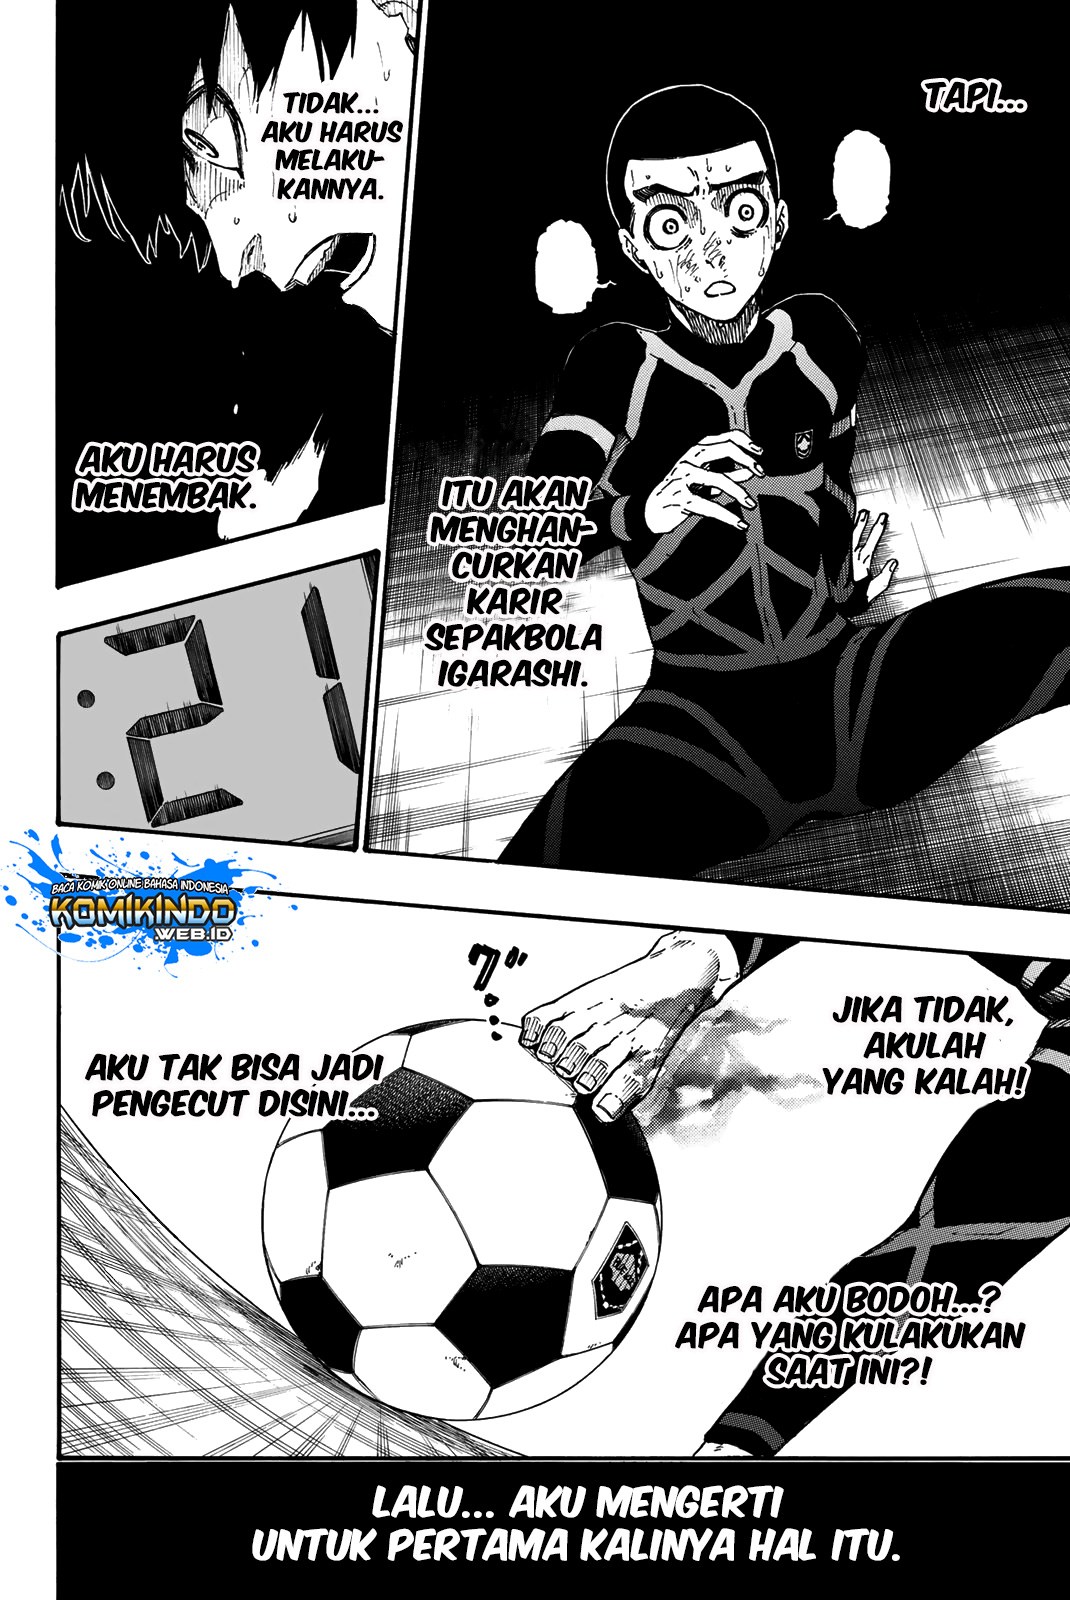 TAPI...
ITU AKAN
MENGHAN-
CURKAN
KARIR
SEPAKBOLA
IGARASHI.
TIDAK...
AKU HARUS
MELAKU-
KANNYA.
AKU HARUS
MENEMBAK.
:21
BACA KOMIK ONLINE BAHASA INDONESIA
KOMIKINDO
.WEB.ID
JIKA TIDAK,
AKULAH
YANG KALAH!
グ"
AKU TAK BISA JADI
PENGECUT DISINI...
APA AKU BODOH...?
APA YANG KULAKUKAN
SAAT INI?!
LALU... AKU MENGERTI
UNTUK PERTAMA KALINYA HAL ITU.